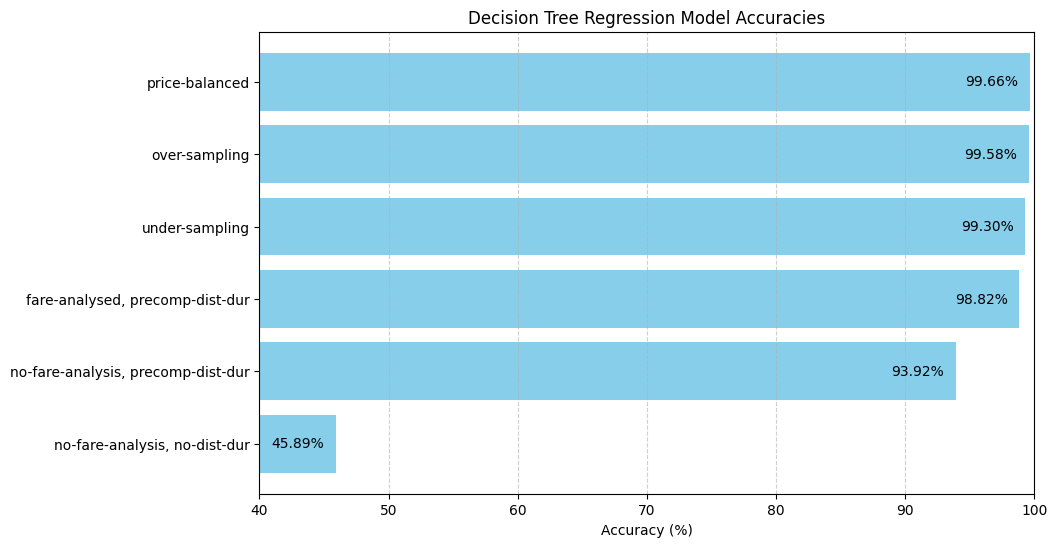 Decision Tree Regression Model Accuracies
price-balanced 99.66%
over-sampling 99.58%
under-sampling 99.30%
fare-analysed, precomp-dist-dur 98.82%
no-fare-analysis, precomp-dist-dur 93.92%
no-fare-analysis, no-dist-dur 45.89%
40 50 60 70 80 90 100
Accuracy (%)